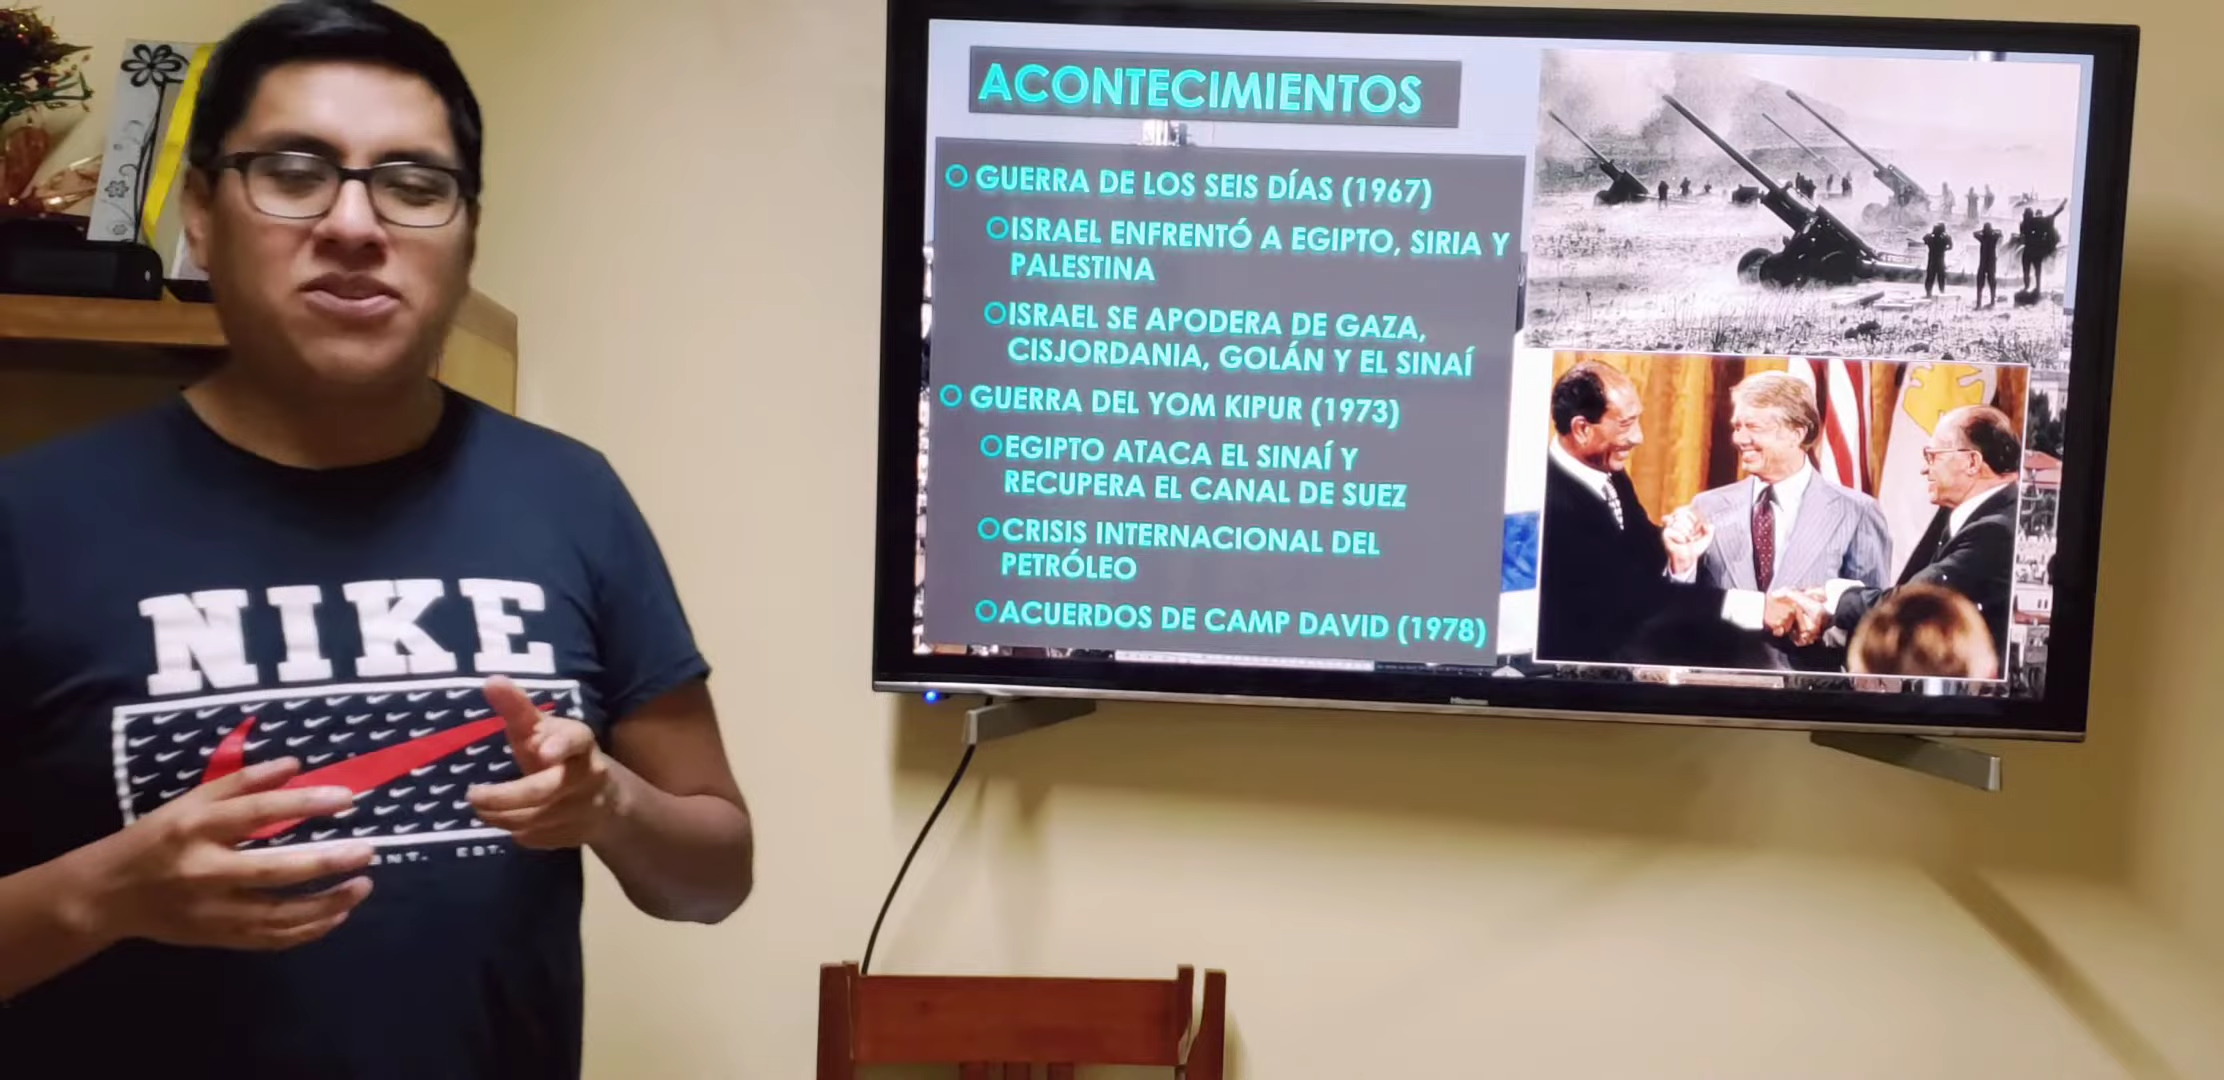 ACONTECIMIENTOS
GUERRA DE LOS SEIS DÍAS (1967)
ISRAEL ENFRENTÓ A EGIPTO, SIRIA Y
PALESTINA
ISRAEL SE APODERA DE GAZA,
CISJORDANIA, GOLÁN Y EL SINAÍ
GUERRA DEL YOM KIPUR (1973)
EGIPTO ATACA EL SINAÍ Y
RECUPERA EL CANAL DE SUEZ
CRISIS INTERNACIONAL DEL
PETRÓLEO
ACUERDOS DE CAMP DAVID (1978)
Hisense
NIKE
EST.